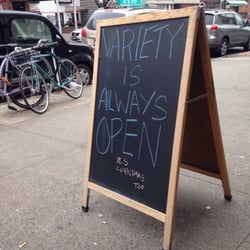 VARIETY
IS
ALWAYS
OPEN
YES
CHRISTMAS
TOO